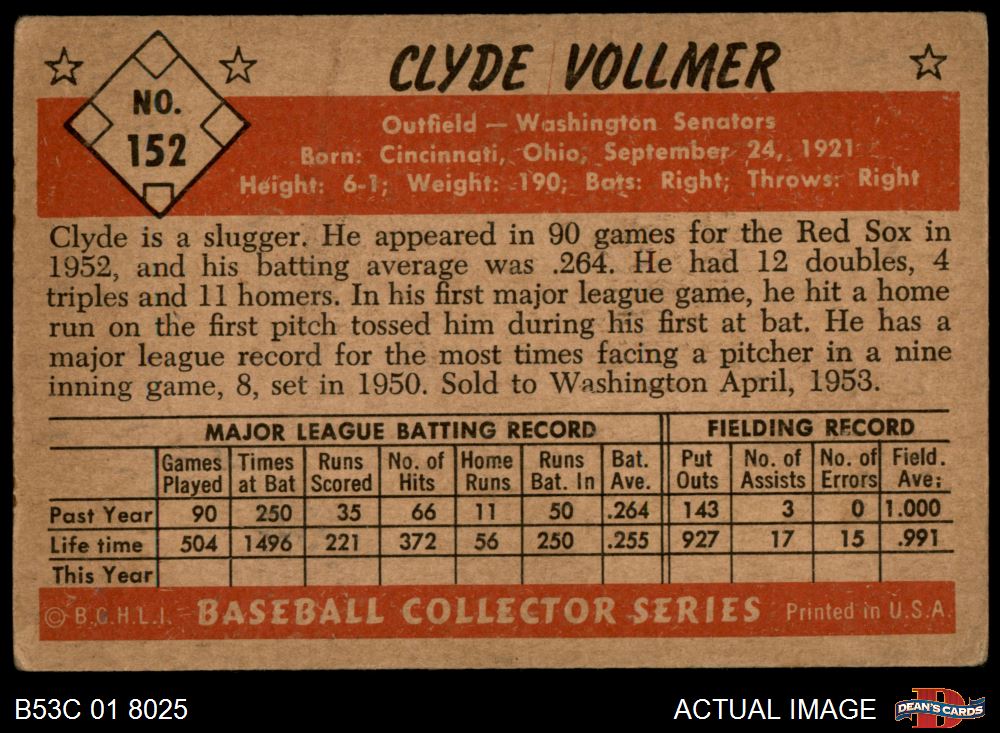 NO.
152
CLYDE VOLLMER
Outfield — Washington Senators
Born: Cincinnati, Ohio, September 24, 1921
Height: 6-1; Weight: 190; Bats: Right; Throws: Right
Clyde is a slugger. He appeared in 90 games for the Red Sox in
1952, and his batting average was .264. He had 12 doubles, 4
triples and 11 homers. In his first major league game, he hit a home
run on the first pitch tossed him during his first at bat. He has a
major league record for the most times facing a pitcher in a nine
inning game, 8, set in 1950. Sold to Washington April, 1953.
MAJOR LEAGUE BATTING RECORD FIELDING RECORD
Games Times Runs No. of Home Runs Bat. Put No. of No. of Field.
Played at Bat Scored Hits Runs Bat. In Ave. Outs Assists Errors Ave;
Past Year 90 250 35 66 11 50 .264 143 3 0 1.000
Life time 504 1496 221 372 56 250 .255 927 17 15 .991
This Year
© B.G.H.L.I. BASEBALL COLLECTOR SERIES Printed in U.S.A.
B53C 01 8025 ACTUAL IMAGE DEAN'S CARDS